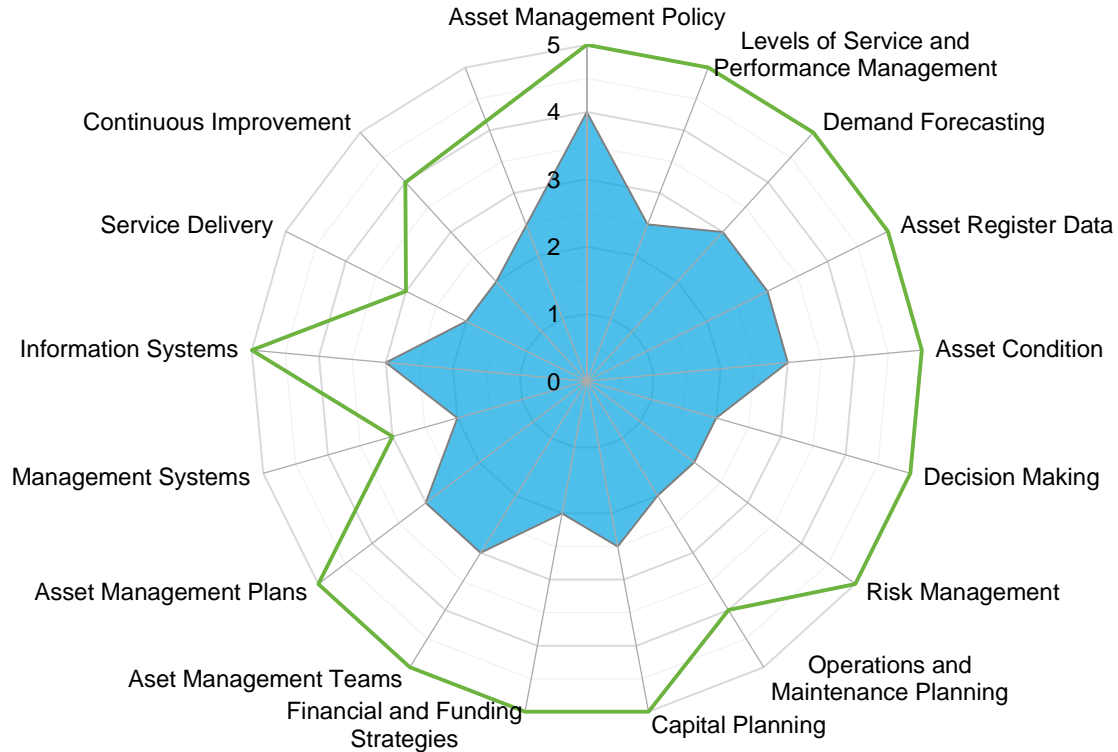 Asset Management Policy
Levels of Service and
Performance Management
Demand Forecasting
Asset Register Data
Asset Condition
Decision Making
Risk Management
Operations and
Maintenance Planning
Capital Planning
Financial and Funding
Strategies
Aset Management Teams
Asset Management Plans
Management Systems
Information Systems
Service Delivery
Continuous Improvement
5
4
3
2
1
0